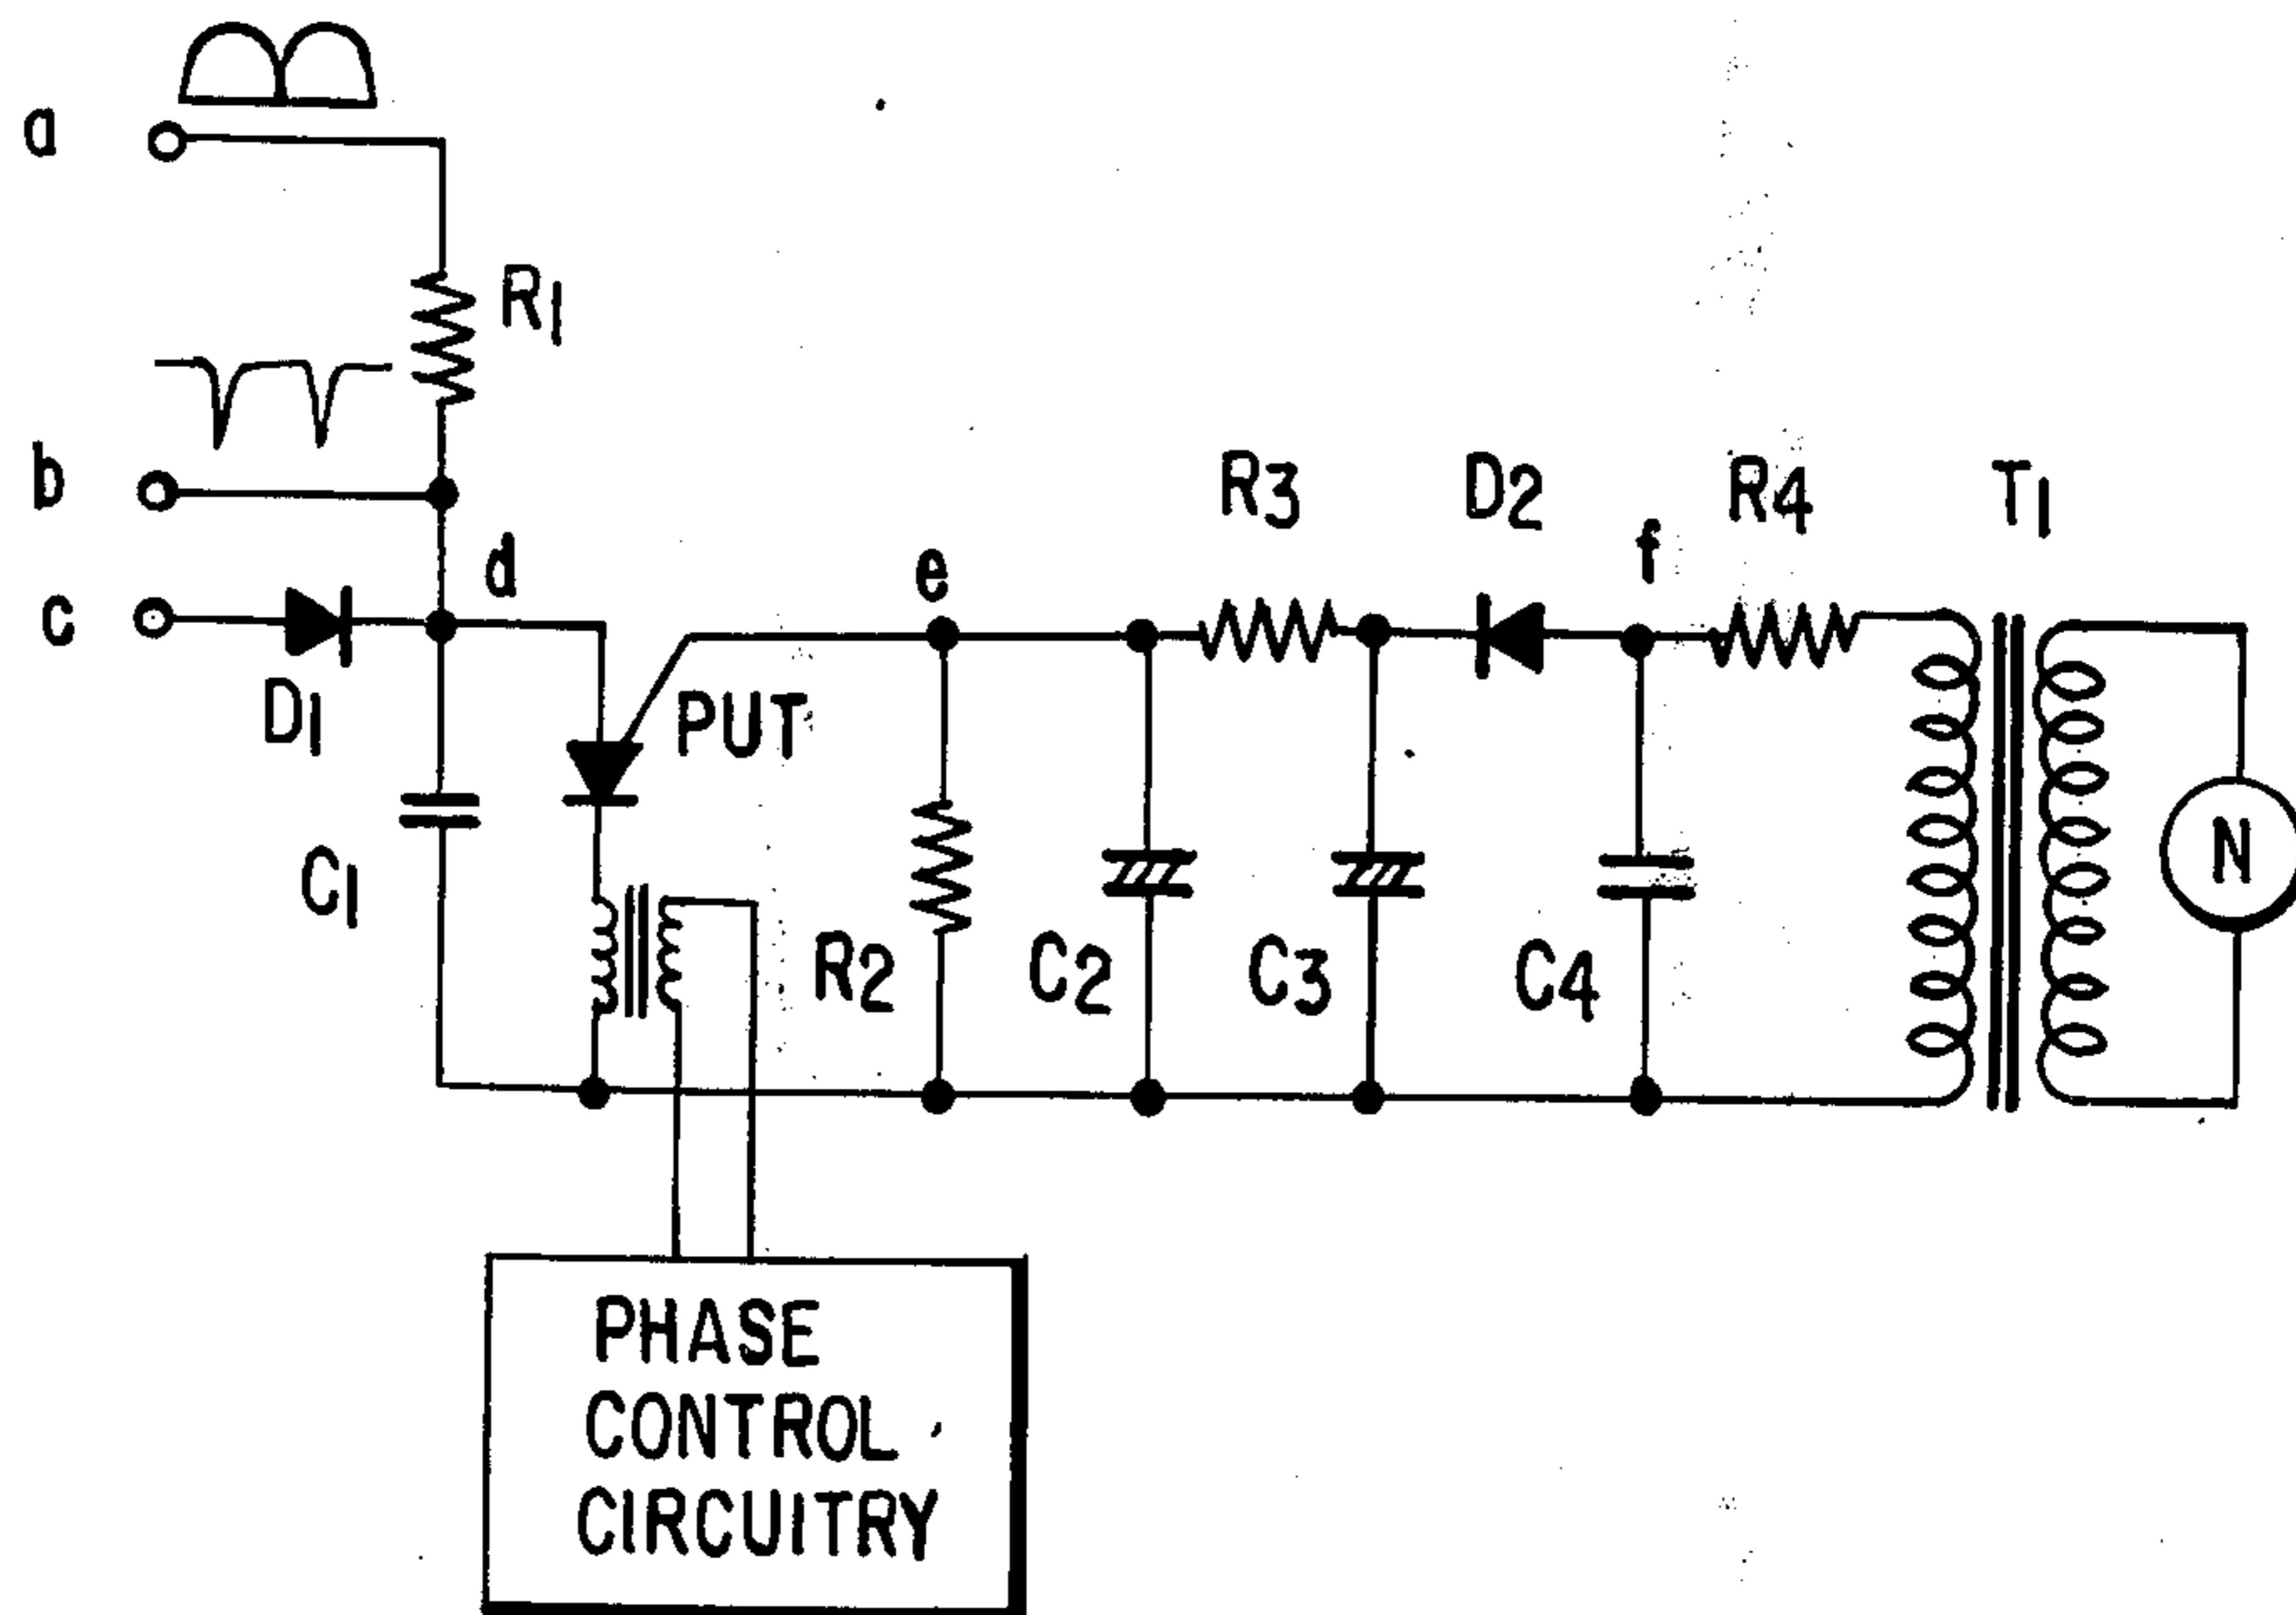 a
R1
b
c
d
D1
C1
PUT
e
R2
C2
R3
C3
D2
f
C4
R4
T1
N
PHASE
CONTROL
CIRCUITRY